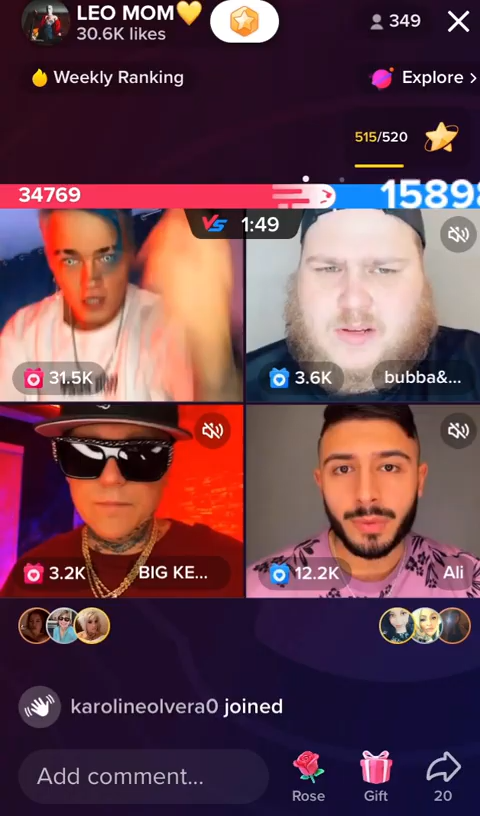 LEO MOM💛
30.6K likes
349
Weekly Ranking
Explore >
515/520
34769
1589
VS 1:49
31.5K
3.6K
bubba&...
3.2K
BIG KE...
12.2K
Ali
karolineolvera0 joined
Add comment...
Rose
Gift
20